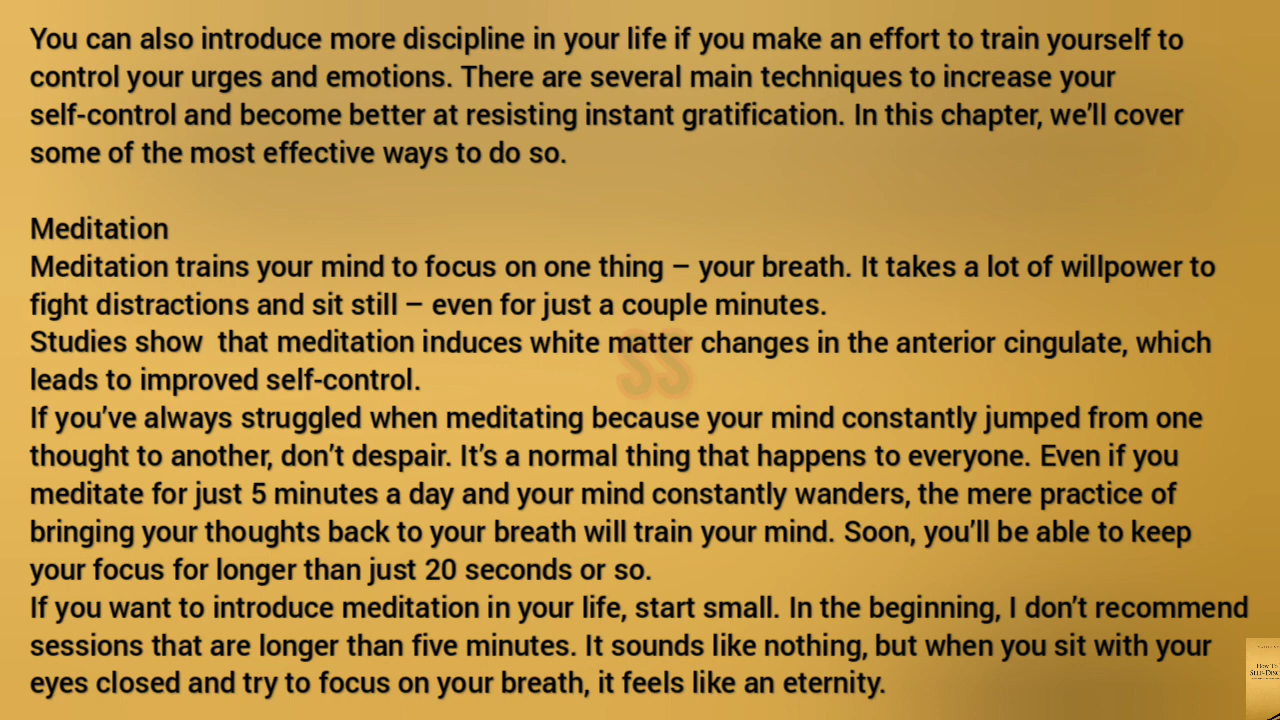 You can also introduce more discipline in your life if you make an effort to train yourself to
control your urges and emotions. There are several main techniques to increase your
self-control and become better at resisting instant gratification. In this chapter, we'll cover
some of the most effective ways to do so.
Meditation
Meditation trains your mind to focus on one thing – your breath. It takes a lot of willpower to
fight distractions and sit still – even for just a couple minutes.
Studies show  that meditation induces white matter changes in the anterior cingulate, which
leads to improved self-control.
If you've always struggled when meditating because your mind constantly jumped from one
thought to another, don't despair. It's a normal thing that happens to everyone. Even if you
meditate for just 5 minutes a day and your mind constantly wanders, the mere practice of
bringing your thoughts back to your breath will train your mind. Soon, you'll be able to keep
your focus for longer than just 20 seconds or so.
If you want to introduce meditation in your life, start small. In the beginning, I don't recommend
sessions that are longer than five minutes. It sounds like nothing, but when you sit with your
eyes closed and try to focus on your breath, it feels like an eternity.
SS
How To